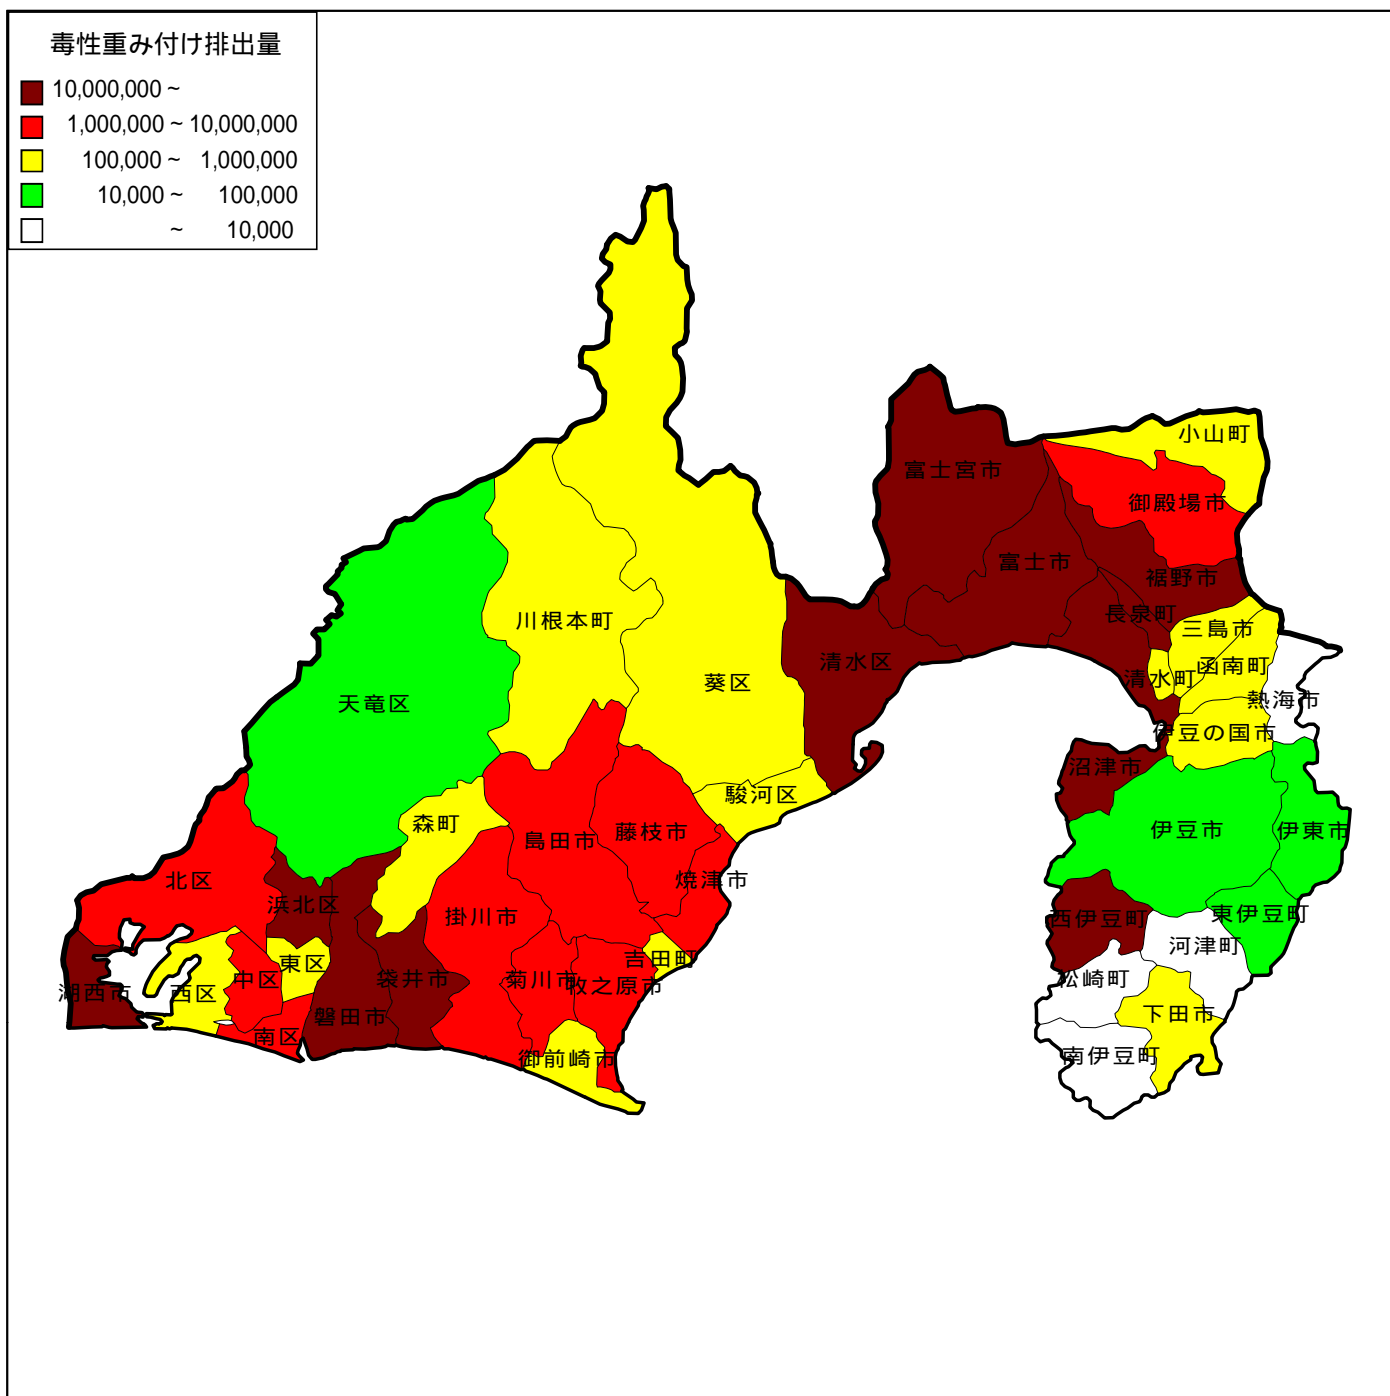 毒性重み付け排出量
10,000,000 ~
1,000,000 ~ 10,000,000
100,000 ~ 1,000,000
10,000 ~ 100,000
~ 10,000
小山町
富士宮市
御殿場市
富士市
裾野市
長泉町
川根本町
三島市
清水区
函南町
葵区
清水町
天竜区
熱海市
伊豆の国市
沼津市
駿河区
森町
島田市
藤枝市
伊豆市
伊東市
北区
焼津市
浜北区
掛川市
西伊豆町
東伊豆町
河津町
東区
吉田町
中区
袋井市
菊川市
牧之原市
松崎町
湖西市
西区
磐田市
下田市
南区
御前崎市
南伊豆町